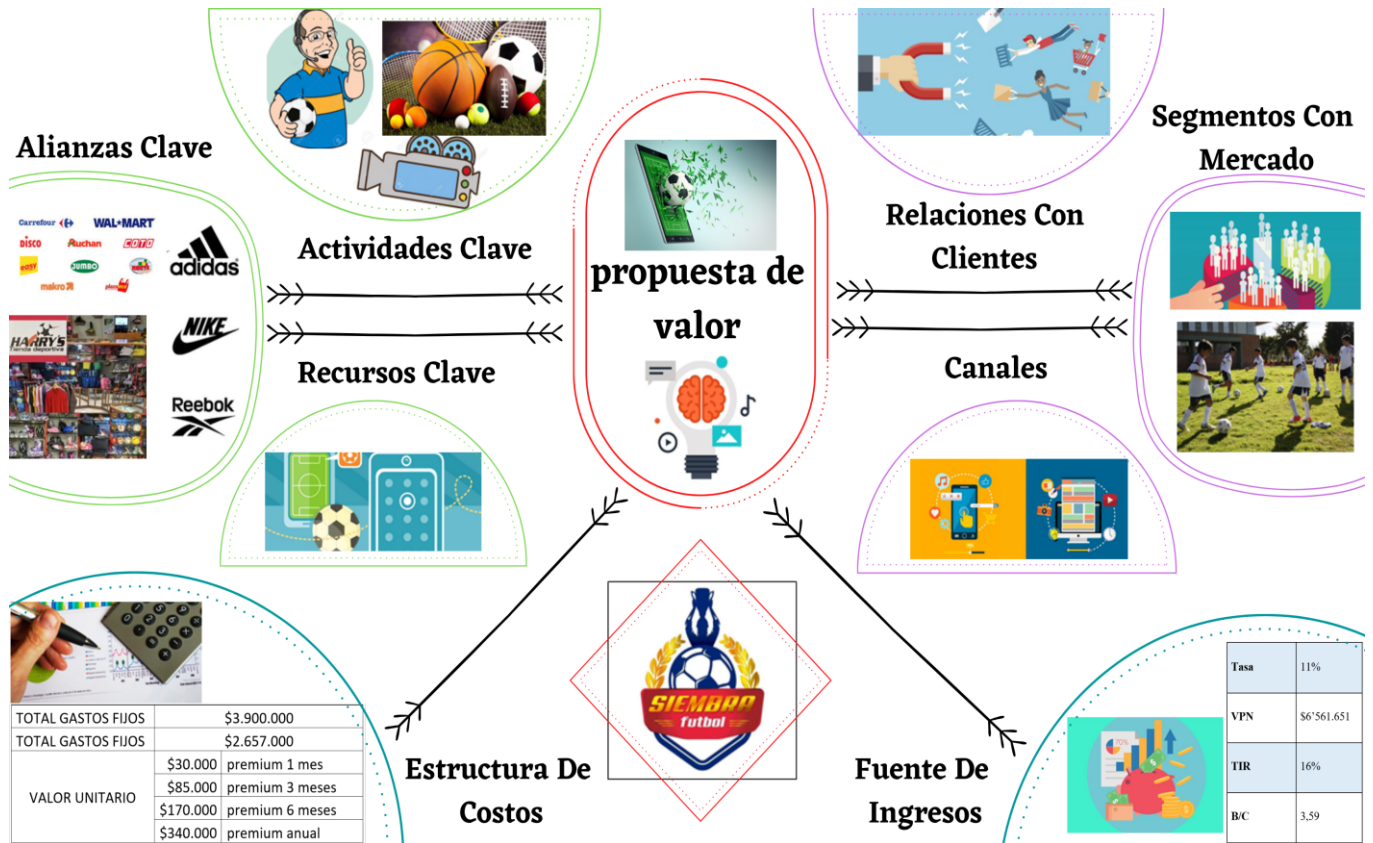 Alianzas Clave
Carrefour
WAL★MART
DISCO
Auchan
COTO
easy
JUMBO
makro
adidas
HARRY'S
Tienda deportiva
NIKE
Reebok
Actividades Clave
Recursos Clave
propuesta de
valor
Relaciones Con
Clientes
Canales
Segmentos Con
Mercado
SIEMBRA
futbol
Estructura De
Costos
TOTAL GASTOS FIJOS $3.900.000
TOTAL GASTOS FIJOS $2.657.000
VALOR UNITARIO
$30.000 premium 1 mes
$85.000 premium 3 meses
$170.000 premium 6 meses
$340.000 premium anual
Fuente De
Ingresos
70%
Tasa 11%
VPN $6'561.651
TIR 16%
B/C 3,59